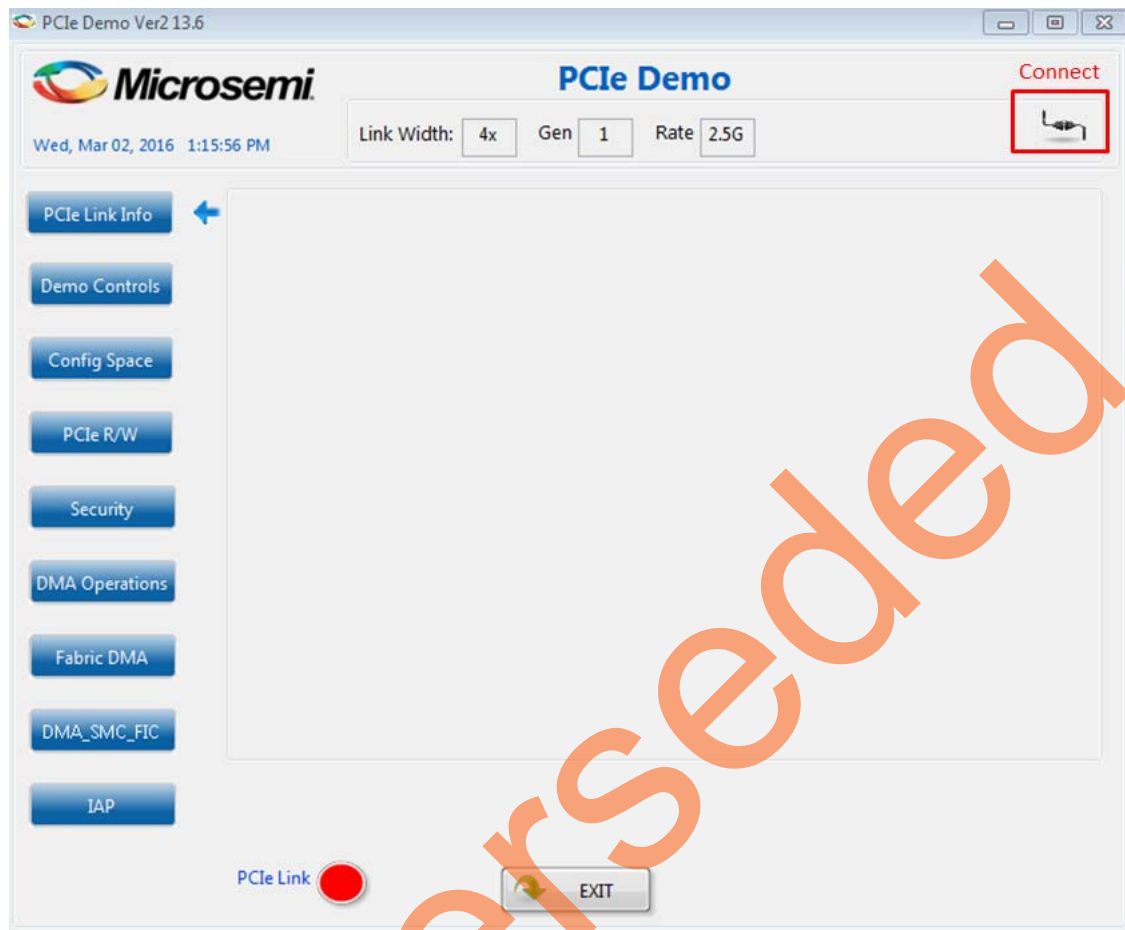 PCIe Demo Ver2 13.6
Microsemi.
PCIe Demo
Connect
Wed, Mar 02, 2016 1:15:56 PM
Link Width: 4x Gen 1 Rate 2.5G
PCIe Link Info
Demo Controls
Config Space
PCIe R/W
Security
DMA Operations
Fabric DMA
DMA_SMC_FIC
IAP
PCIe Link
EXIT
erseded